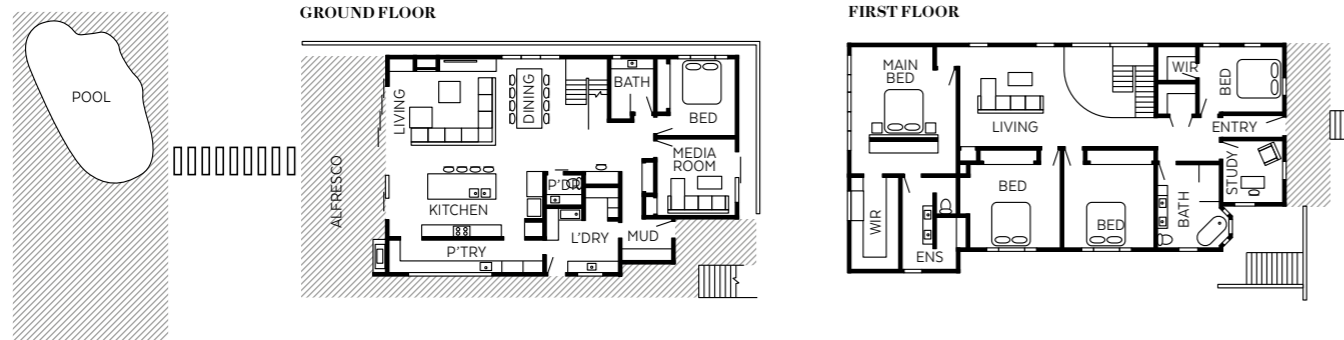 GROUND FLOOR
FIRST FLOOR
POOL
ALFRESCO
LIVING
DINING
BATH
BED
MEDIA
ROOM
KITCHEN
P'DR
P'TRY
L'DRY
MUD
MAIN
BED
LIVING
WIR
BED
ENTRY
STUDY
BED
BED
BATH
WIR
ENS